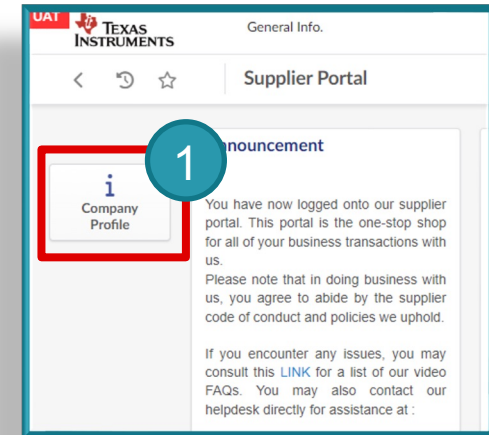 UAT
TEXAS
INSTRUMENTS
General Info.
Supplier Portal
1
nnouncement
i
Company
Profile
You have now logged onto our supplier
portal. This portal is the one-stop shop
for all of your business transactions with
us.
Please note that in doing business with
us, you agree to abide by the supplier
code of conduct and policies we uphold.
If you encounter any issues, you may
consult this LINK for a list of our video
FAQs. You may also contact our
helpdesk directly for assistance at :